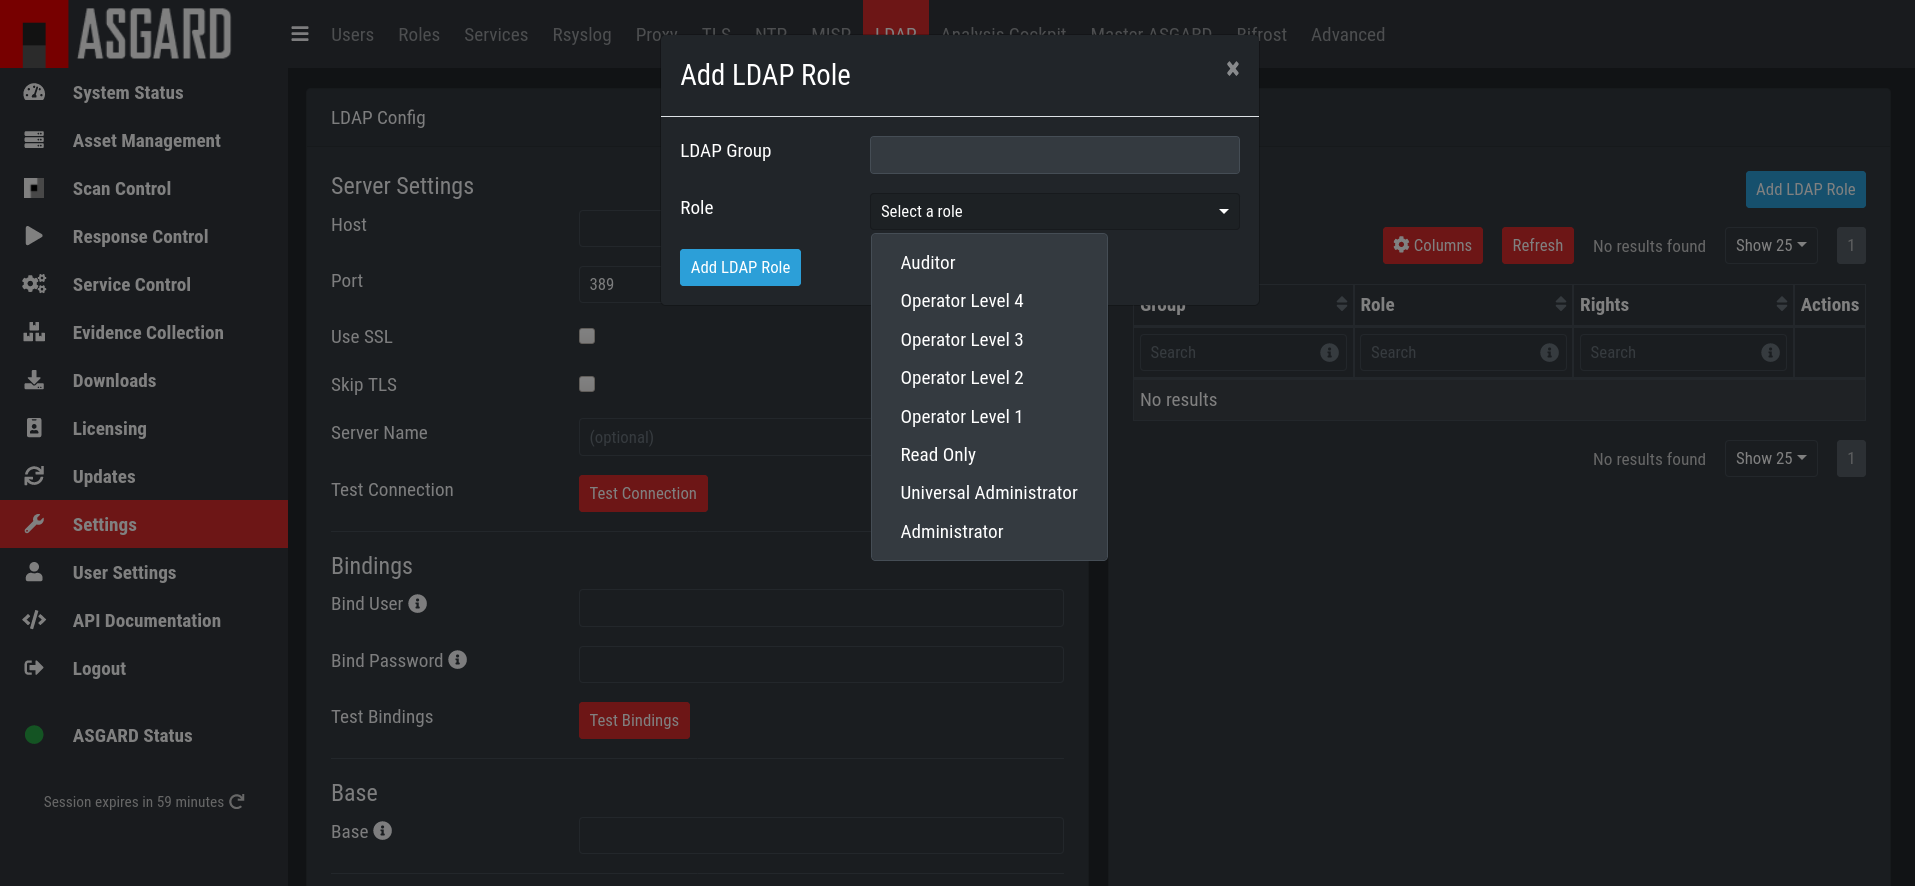 ASGARD
Users Roles Services Rsyslog Proxy TLS NTP MISP LDAP Analysis Cockpit Master ASGARD Bifrost Advanced
System Status
Asset Management
Scan Control
Response Control
Service Control
Evidence Collection
Downloads
Licensing
Updates
Settings
User Settings
API Documentation
Logout
ASGARD Status
Session expires in 59 minutes
LDAP Config
Server Settings
Host
Port 389
Use SSL
Skip TLS
Server Name (optional)
Test Connection Test Connection
Bindings
Bind User
Bind Password
Test Bindings Test Bindings
Base
Base
Add LDAP Role
×
LDAP Group
Role Select a role
Add LDAP Role
Auditor
Operator Level 4
Operator Level 3
Operator Level 2
Operator Level 1
Read Only
Universal Administrator
Administrator
Add LDAP Role
Columns Refresh No results found Show 25 1
Group Role Rights Actions
Search Search Search
No results
No results found Show 25 1